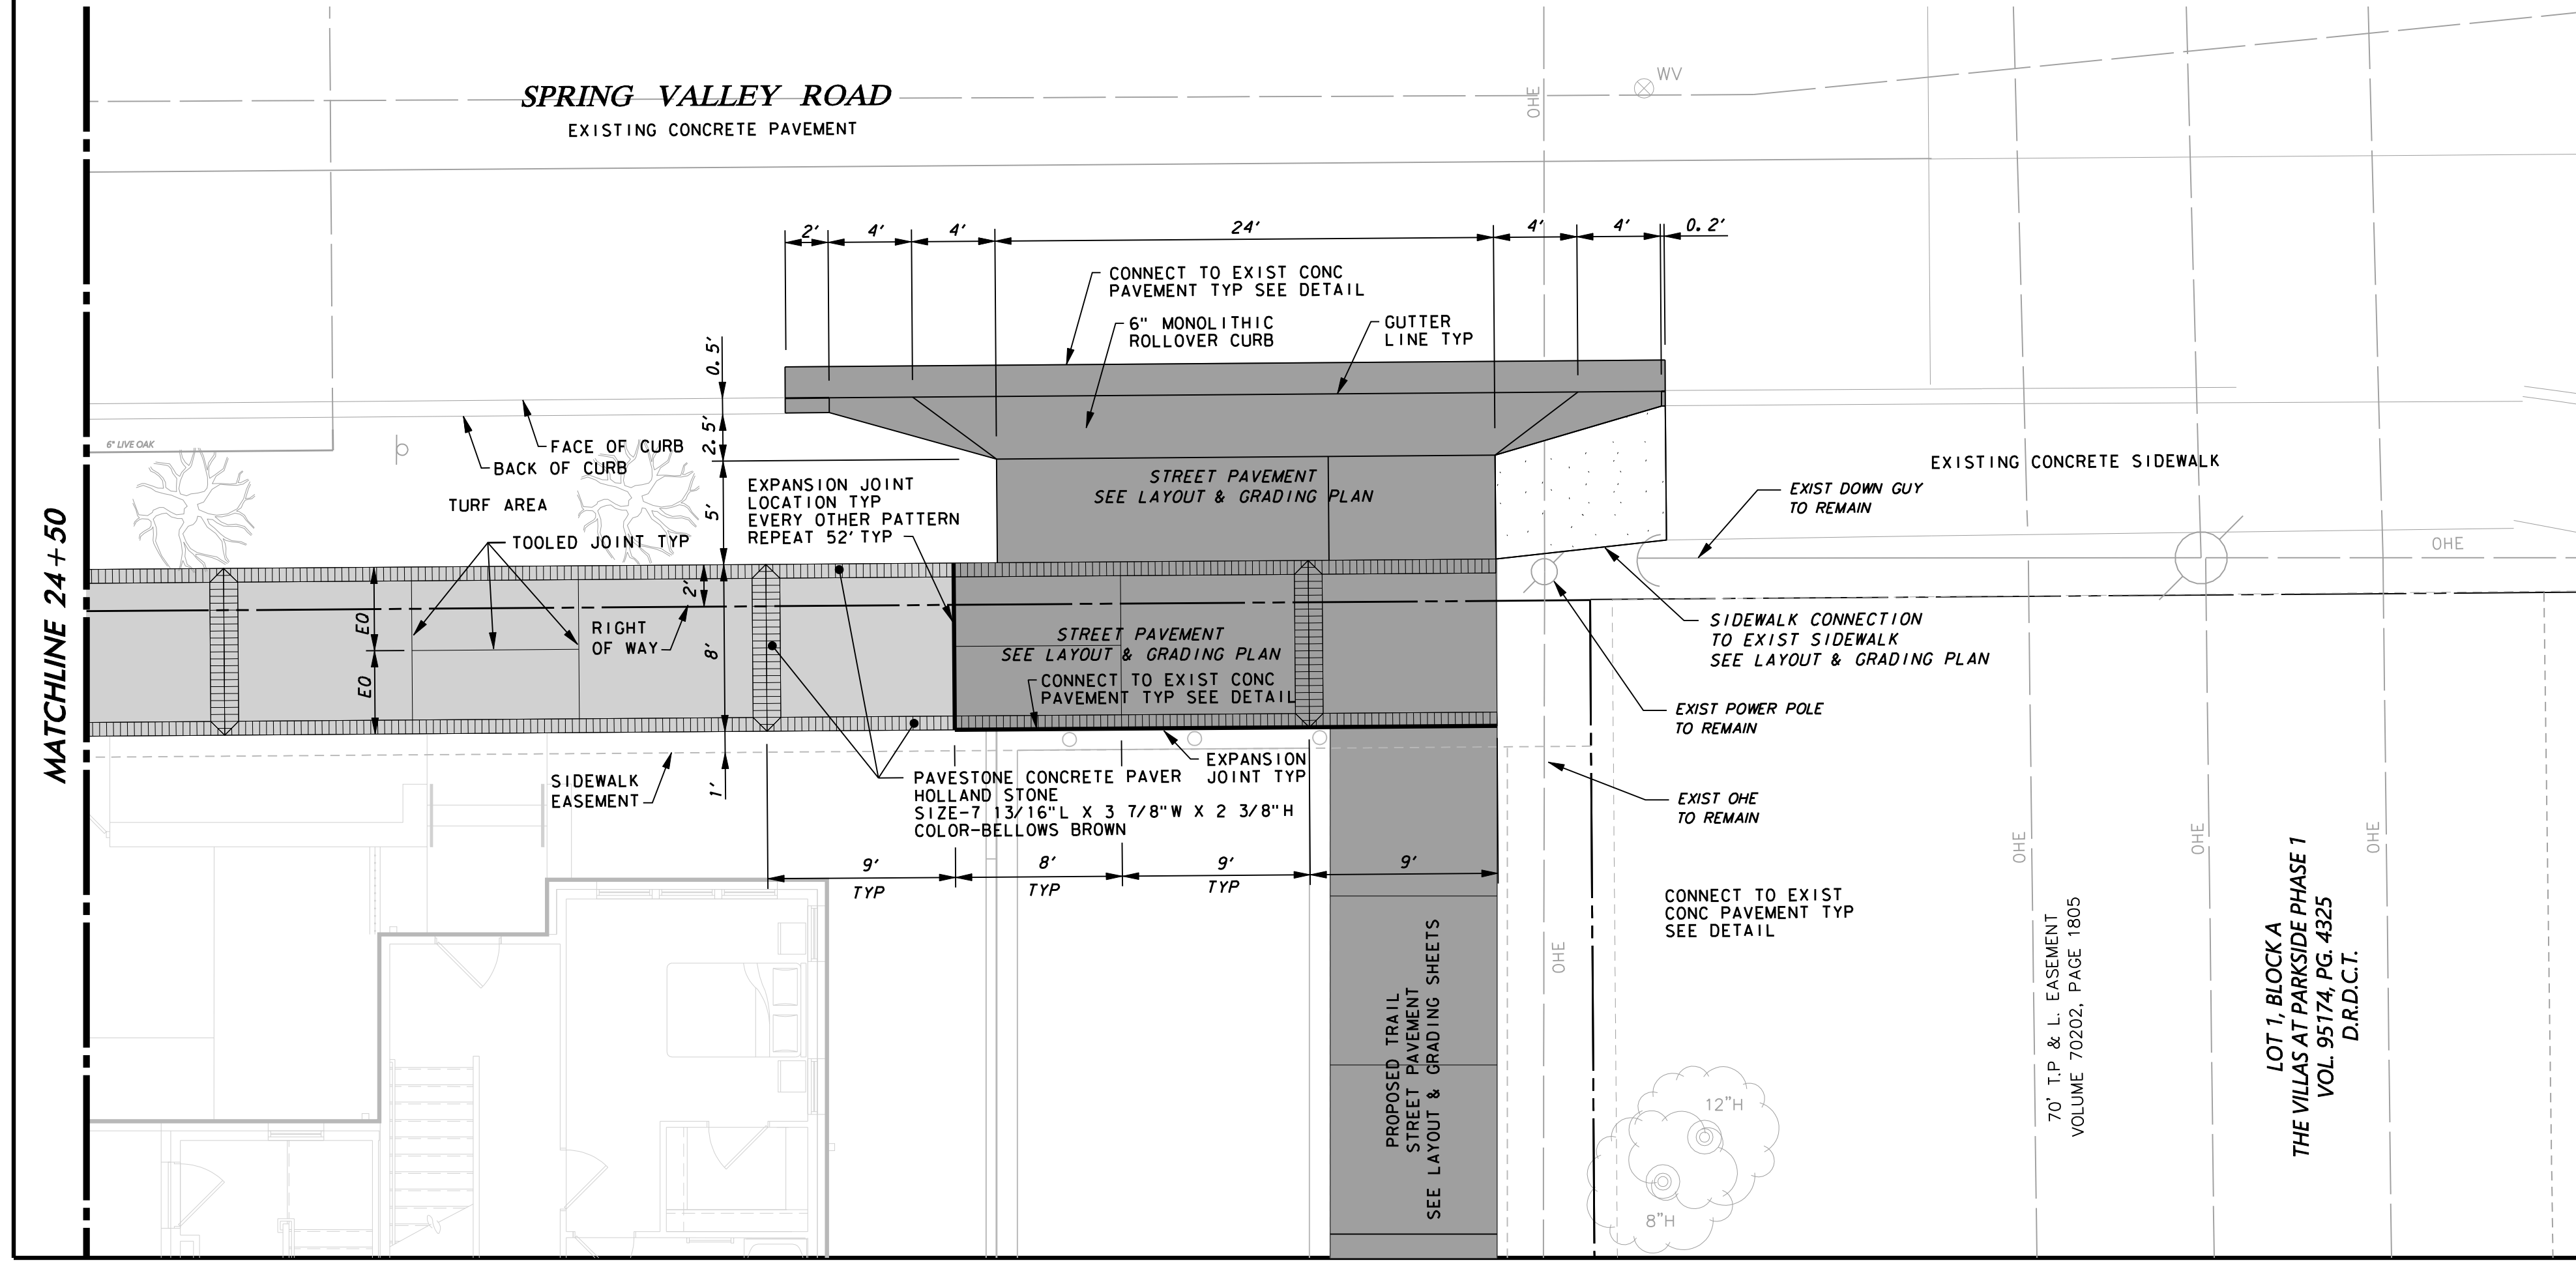 SPRING VALLEY ROAD
EXISTING CONCRETE PAVEMENT
OHE
WV
2'
4'
4'
24'
4'
4'
0.2'
CONNECT TO EXIST CONC
PAVEMENT TYP SEE DETAIL
6" MONOLITHIC
ROLLOVER CURB
GUTTER
LINE TYP
0.5'
2.5'
5'
2'
8'
1'
6" LIVE OAK
FACE OF CURB
BACK OF CURB
TURF AREA
TOOLED JOINT TYP
EXPANSION JOINT
LOCATION TYP
EVERY OTHER PATTERN
REPEAT 52' TYP
STREET PAVEMENT
SEE LAYOUT & GRADING PLAN
EXISTING CONCRETE SIDEWALK
EXIST DOWN GUY
TO REMAIN
OHE
MATCHLINE 24+50
EQ
EQ
RIGHT
OF WAY
STREET PAVEMENT
SEE LAYOUT & GRADING PLAN
CONNECT TO EXIST CONC
PAVEMENT TYP SEE DETAIL
SIDEWALK CONNECTION
TO EXIST SIDEWALK
SEE LAYOUT & GRADING PLAN
EXIST POWER POLE
TO REMAIN
SIDEWALK
EASEMENT
EXPANSION
JOINT TYP
PAVESTONE CONCRETE PAVER
HOLLAND STONE
SIZE-7 13/16"L X 3 7/8"W X 2 3/8"H
COLOR-BELLOWS BROWN
EXIST OHE
TO REMAIN
9'
TYP
8'
TYP
9'
TYP
9'
CONNECT TO EXIST
CONC PAVEMENT TYP
SEE DETAIL
PROPOSED TRAIL
STREET PAVEMENT
SEE LAYOUT & GRADING SHEETS
OHE
OHE
OHE
OHE
70' T.P & L. EASEMENT
VOLUME 70202, PAGE 1805
LOT 1, BLOCK A
THE VILLAS AT PARKSIDE PHASE 1
VOL. 95174, PG. 4325
D.R.D.C.T.
12"H
8"H